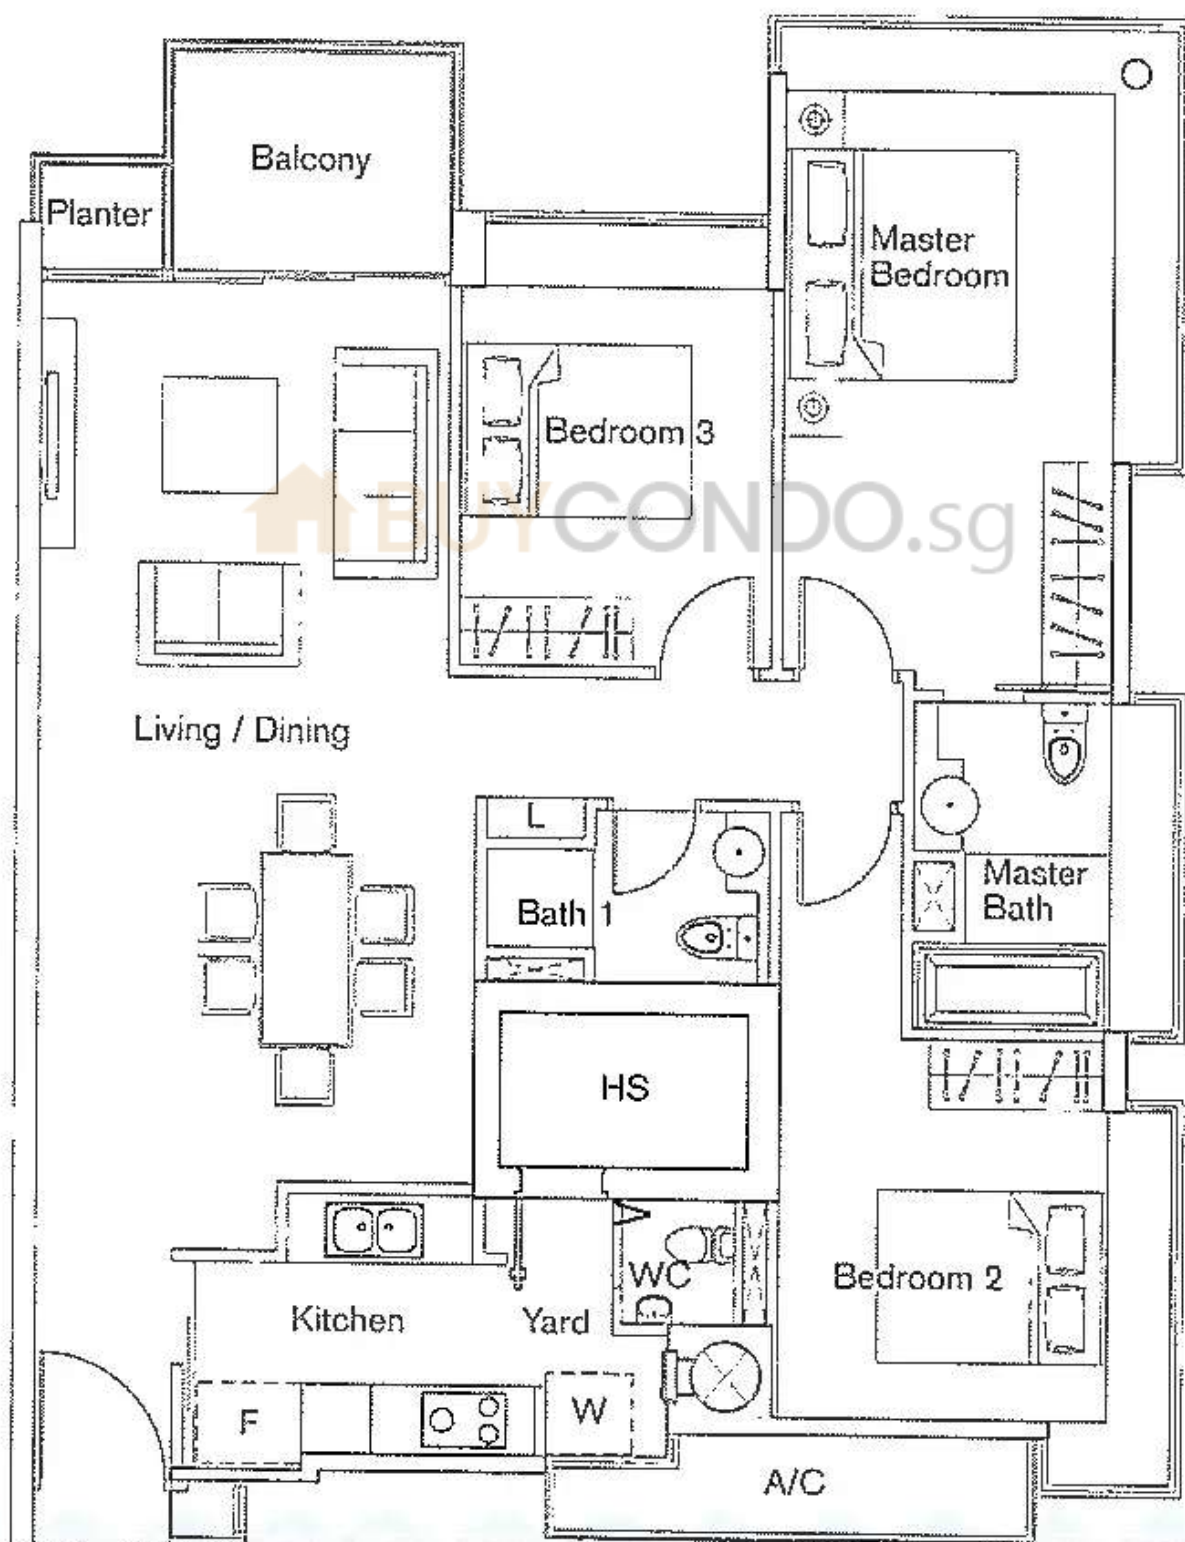 Balcony
Planter
Master
Bedroom
Bedroom 3
BUYCONDO.sg
Living / Dining
L
Bath 1
Master
Bath
HS
WC
Bedroom 2
Kitchen
Yard
F
W
A/C